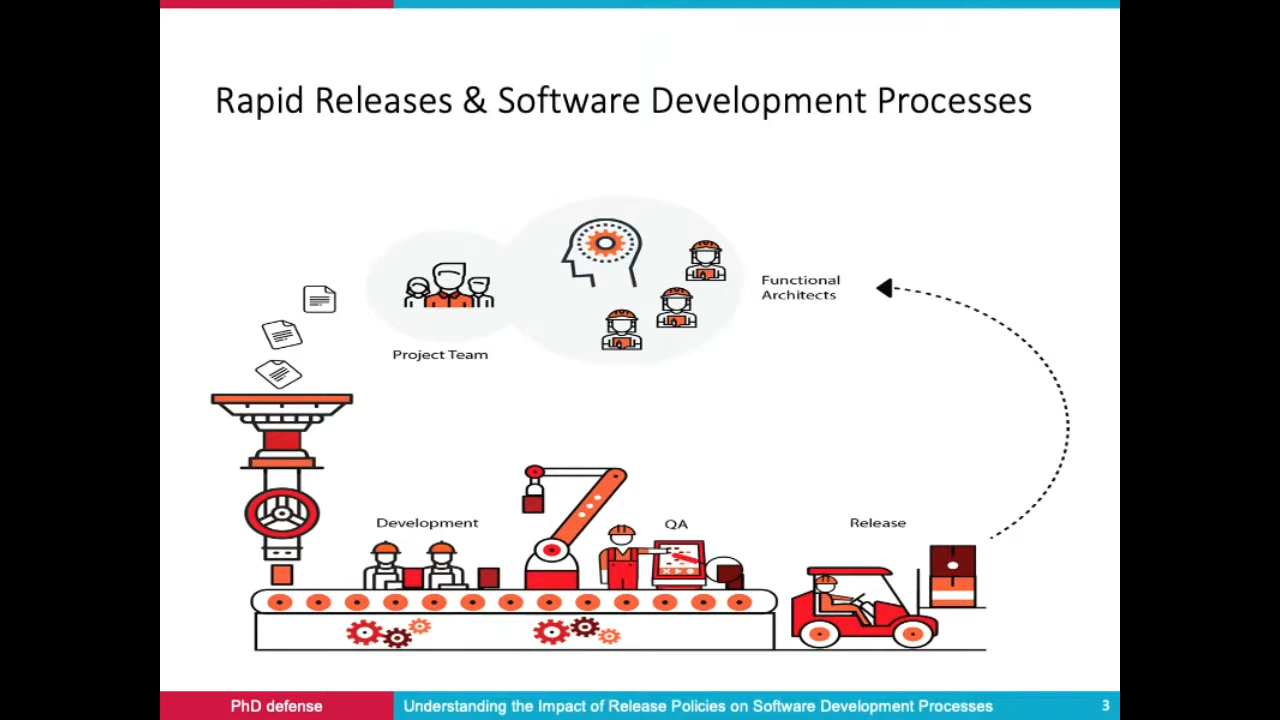 Rapid Releases & Software Development Processes
Functional
Architects
Project Team
Development
QA
Release
PhD defense
Understanding the Impact of Release Policies on Software Development Processes
3